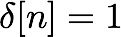 δ[n] = 1